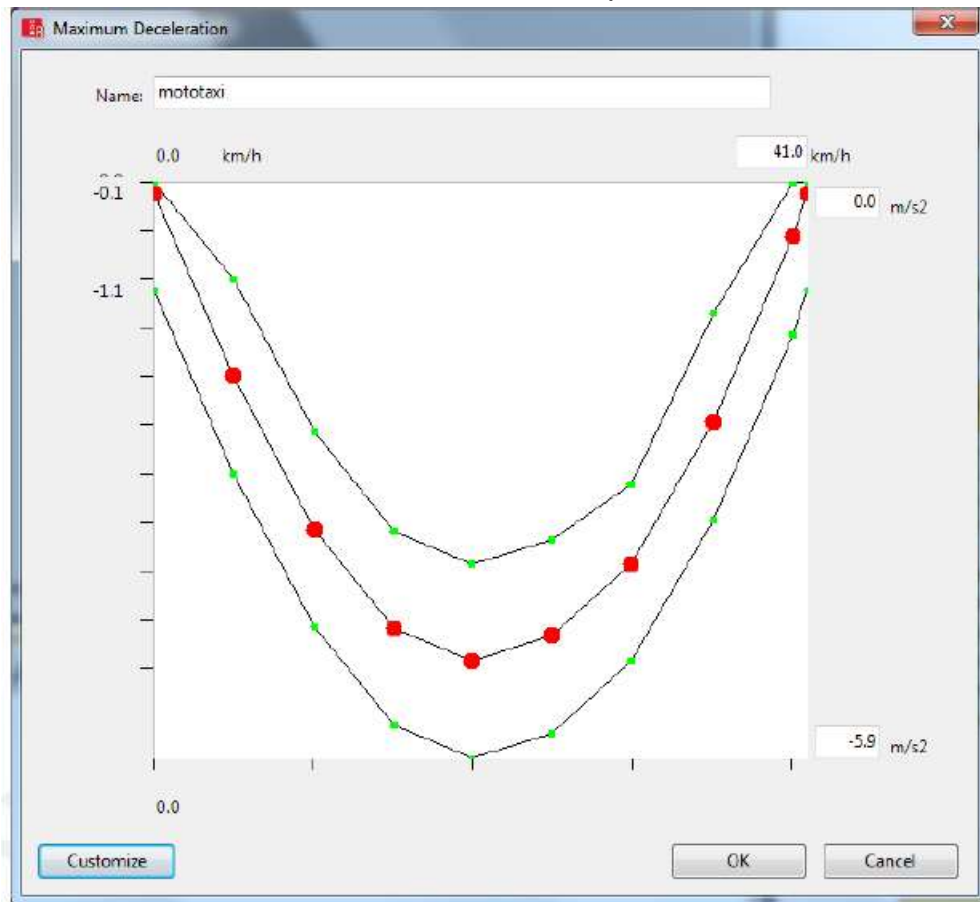 Maximum Deceleration
Name: mototaxi
0.0 km/h 41.0 km/h
-0.1 0.0 m/s2
-1.1
-5.9 m/s2
0.0
Customize OK Cancel